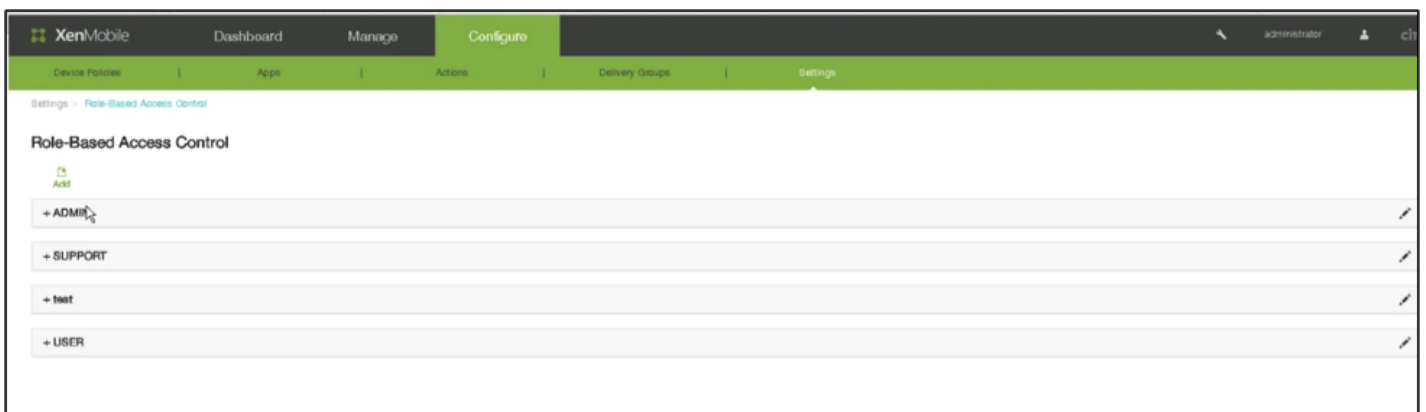 XenMobile Dashboard Manage Configure administrator
Device Policies | Apps | Actions | Delivery Groups | Settings
Settings > Role-Based Access Control
Role-Based Access Control
Add
+ ADMIN
+ SUPPORT
+ test
+ USER